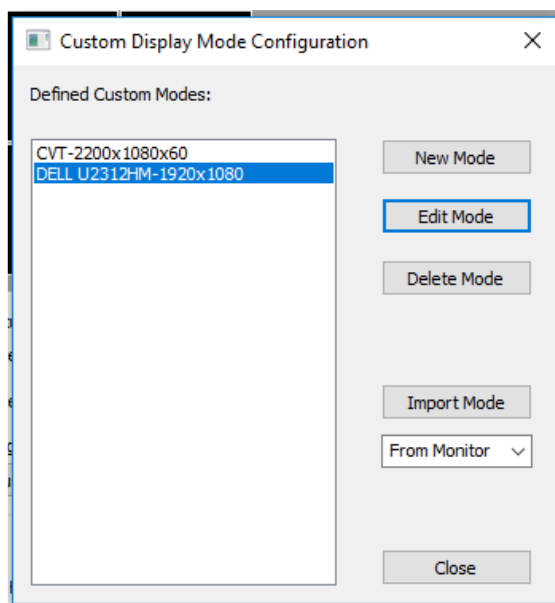 Custom Display Mode Configuration
Defined Custom Modes:
CVT-2200x1080x60
DELL U2312HM-1920x1080
New Mode
Edit Mode
Delete Mode
Import Mode
From Monitor
Close